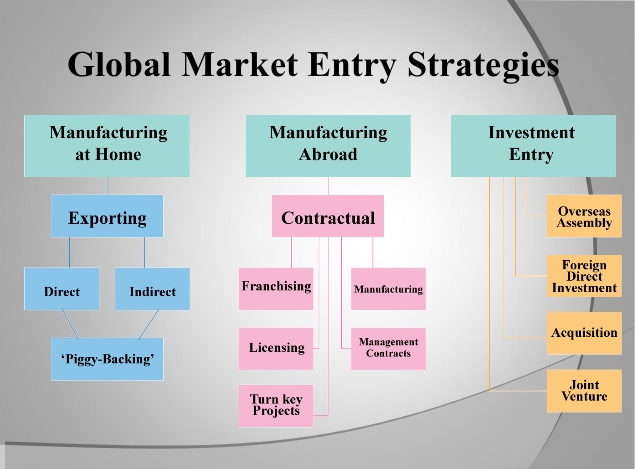 Global Market Entry Strategies
Manufacturing
at Home
Manufacturing
Abroad
Investment
Entry
Exporting
Direct
Indirect
‘Piggy-Backing’
Contractual
Franchising
Manufacturing
Licensing
Management
Contracts
Turn key
Projects
Overseas
Assembly
Foreign
Direct
Investment
Acquisition
Joint
Venture